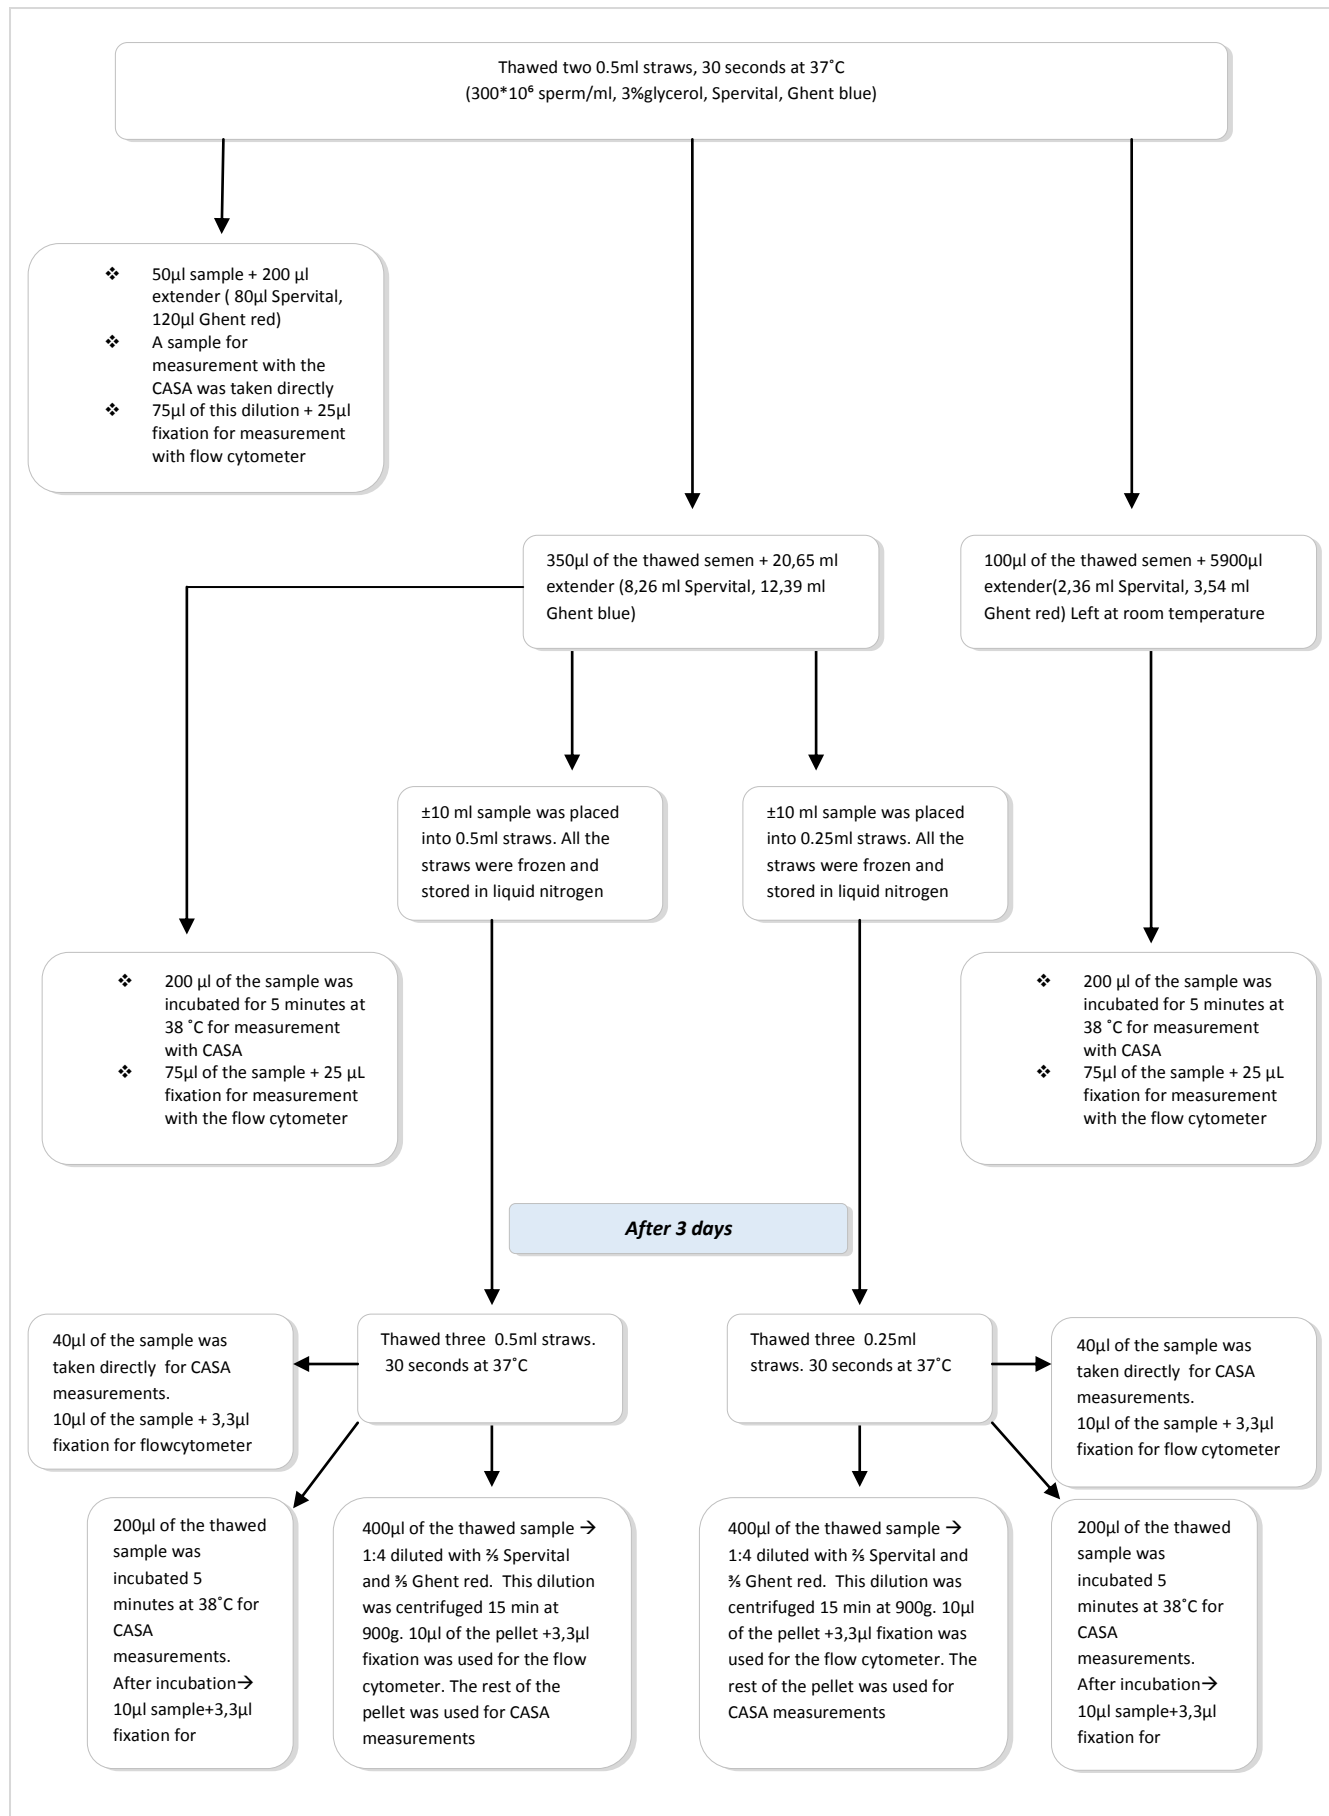 Thawed two 0.5ml straws, 30 seconds at 37˚C
(300*10⁶ sperm/ml, 3%glycerol, Spervital, Ghent blue)
❖ 50µl sample + 200 µl
extender ( 80µl Spervital,
120µl Ghent red)
❖ A sample for
measurement with the
CASA was taken directly
❖ 75µl of this dilution + 25µl
fixation for measurement
with flow cytometer
350µl of the thawed semen + 20,65 ml
extender (8,26 ml Spervital, 12,39 ml
Ghent blue)
100µl of the thawed semen + 5900µl
extender(2,36 ml Spervital, 3,54 ml
Ghent red) Left at room temperature
±10 ml sample was placed
into 0.5ml straws. All the
straws were frozen and
stored in liquid nitrogen
±10 ml sample was placed
into 0.25ml straws. All the
straws were frozen and
stored in liquid nitrogen
❖ 200 µl of the sample was
incubated for 5 minutes at
38 ˚C for measurement
with CASA
❖ 75µl of the sample + 25 µL
fixation for measurement
with the flow cytometer
❖ 200 µl of the sample was
incubated for 5 minutes at
38 ˚C for measurement
with CASA
❖ 75µl of the sample + 25 µL
fixation for measurement
with the flow cytometer
After 3 days
40µl of the sample was
taken directly for CASA
measurements.
10µl of the sample + 3,3µl
fixation for flowcytometer
Thawed three 0.5ml straws.
30 seconds at 37˚C
Thawed three 0.25ml
straws. 30 seconds at 37˚C
40µl of the sample was
taken directly for CASA
measurements.
10µl of the sample + 3,3µl
fixation for flow cytometer
200µl of the thawed
sample was
incubated 5
minutes at 38˚C for
CASA
measurements.
After incubation→
10µl sample+3,3µl
fixation for
400µl of the thawed sample →
1:4 diluted with ⅖ Spervital
and ⅗ Ghent red. This dilution
was centrifuged 15 min at
900g. 10µl of the pellet +3,3µl
fixation was used for the flow
cytometer. The rest of the
pellet was used for CASA
measurements
400µl of the thawed sample →
1:4 diluted with ⅖ Spervital and
⅗ Ghent red. This dilution was
centrifuged 15 min at 900g. 10µl
of the pellet +3,3µl fixation was
used for the flow cytometer. The
rest of the pellet was used for
CASA measurements
200µl of the thawed
sample was
incubated 5
minutes at 38˚C for
CASA
measurements.
After incubation→
10µl sample+3,3µl
fixation for